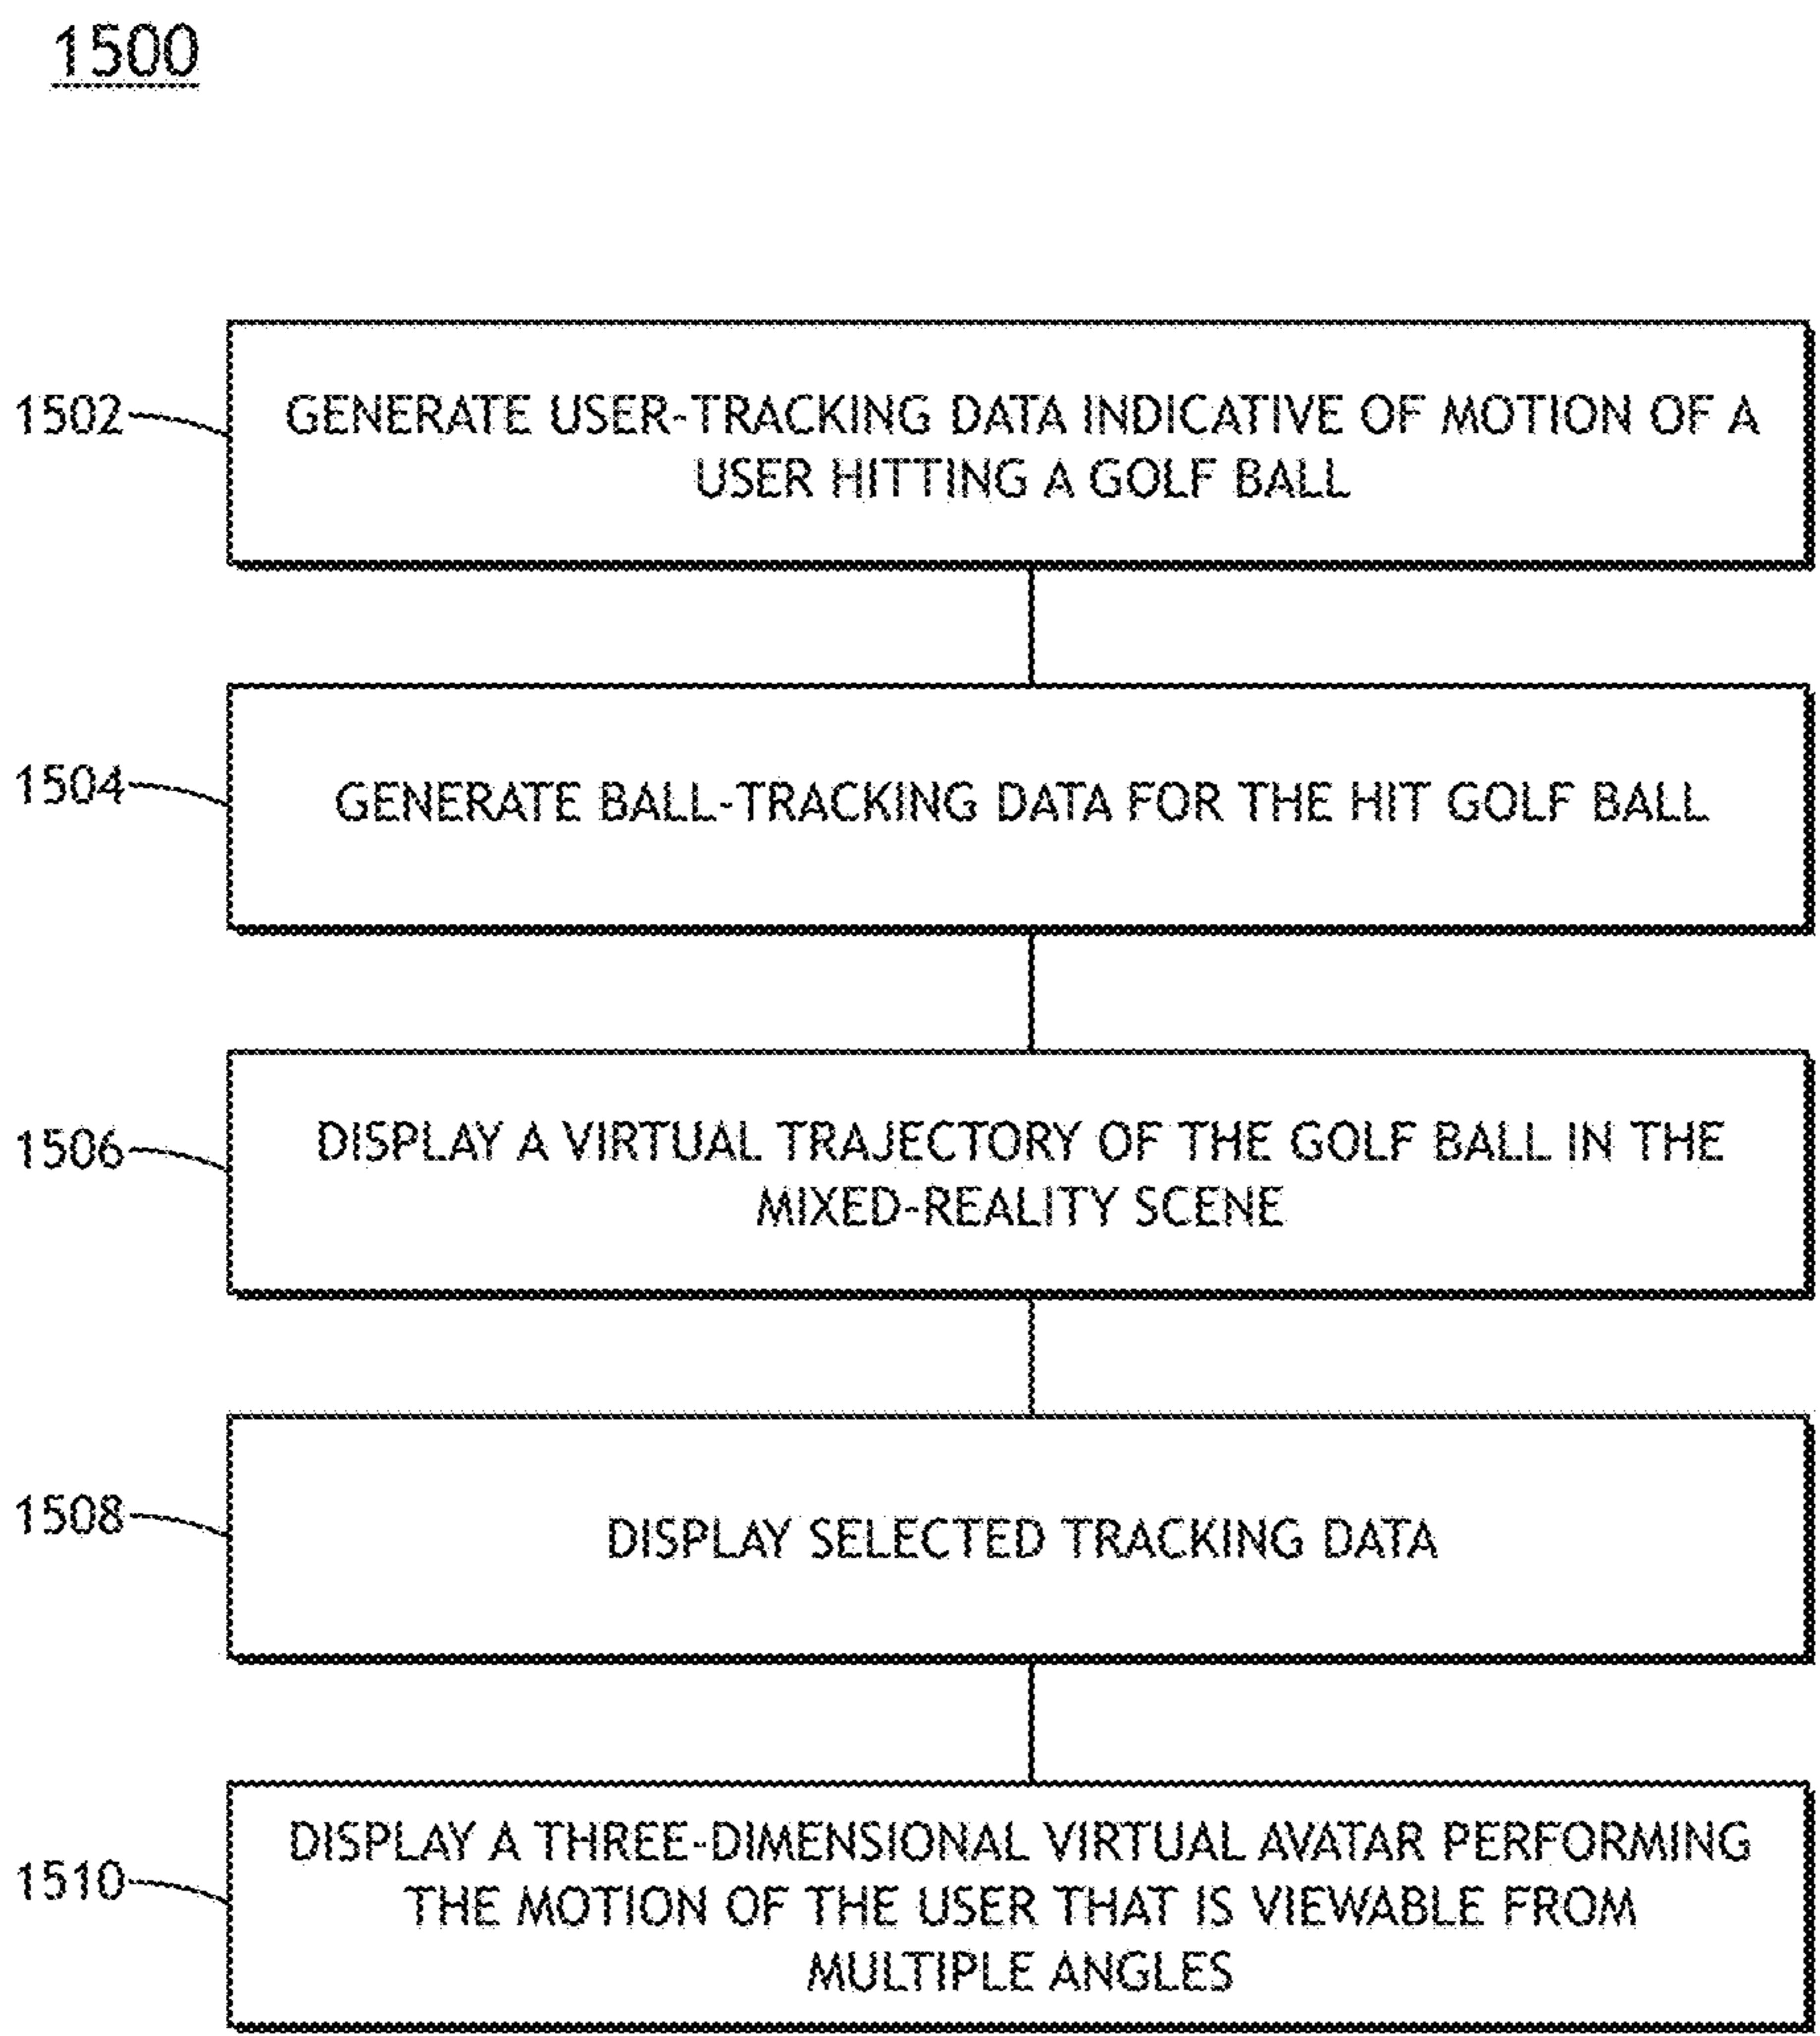 1500
1502
GENERATE USER-TRACKING DATA INDICATIVE OF MOTION OF A
USER HITTING A GOLF BALL
1504
GENERATE BALL-TRACKING DATA FOR THE HIT GOLF BALL
1506
DISPLAY A VIRTUAL TRAJECTORY OF THE GOLF BALL IN THE
MIXED-REALITY SCENE
1508
DISPLAY SELECTED TRACKING DATA
1510
DISPLAY A THREE-DIMENSIONAL VIRTUAL AVATAR PERFORMING
THE MOTION OF THE USER THAT IS VIEWABLE FROM
MULTIPLE ANGLES